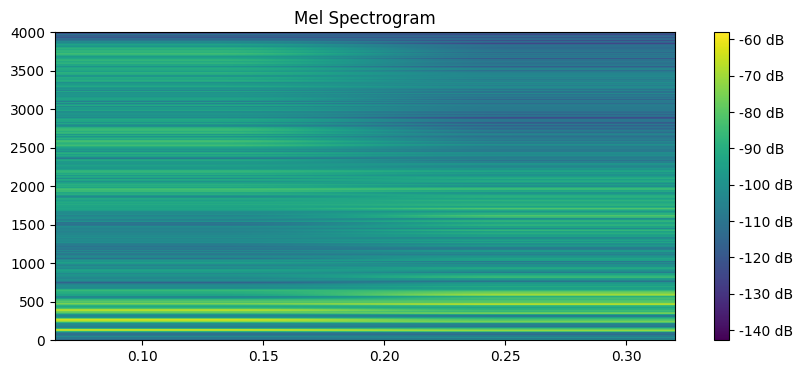 Mel Spectrogram
4000
3500
3000
2500
2000
1500
1000
500
0
0.10 0.15 0.20 0.25 0.30
-60 dB
-70 dB
-80 dB
-90 dB
-100 dB
-110 dB
-120 dB
-130 dB
-140 dB